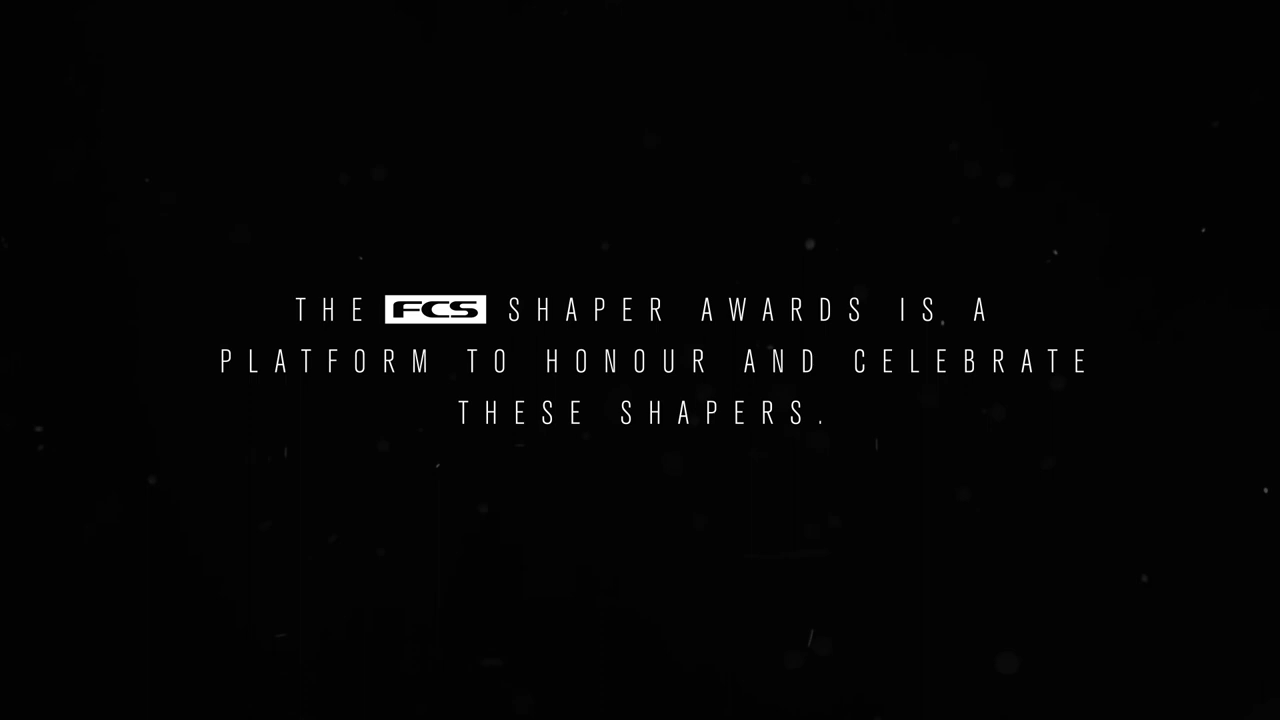 THE FCS SHAPER AWARDS IS A
PLATFORM TO HONOUR AND CELEBRATE
THESE SHAPERS.